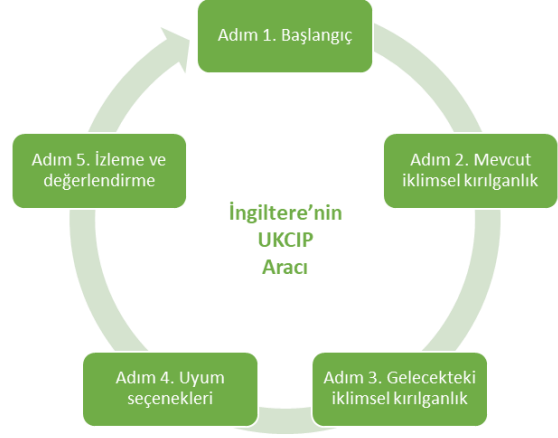 Adım 1. Başlangıç
Adım 2. Mevcut
iklimsel kırılganlık
Adım 3. Gelecekteki
iklimsel kırılganlık
Adım 4. Uyum
seçenekleri
Adım 5. İzleme ve
değerlendirme
İngiltere’nin
UKCIP
Aracı